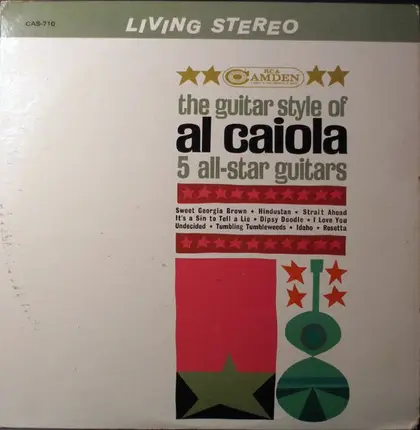 LIVING STEREO
CAS-710
RCA
CAMDEN
the guitar style of
al caiola
5 all-star guitars
Sweet Georgia Brown • Hindustan • Strait Ahead
It's a Sin to Tell a Lie • Dipsy Doodle • I Love You
Undecided • Tumbling Tumbleweeds • Idaho • Rosetta